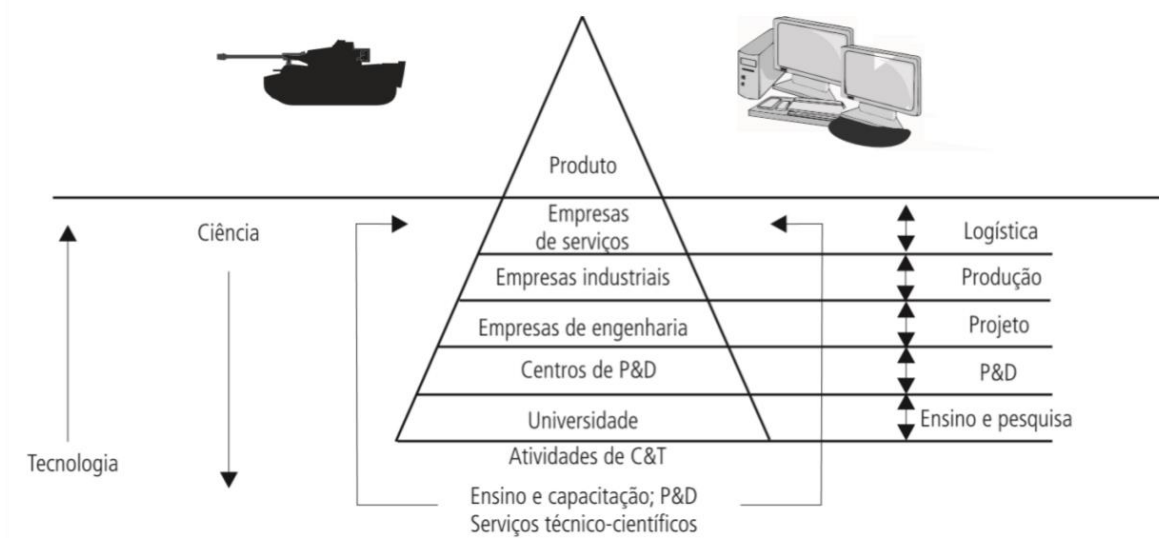 Produto
Ciência
Empresas
de serviços
Logística
Empresas industriais
Produção
Empresas de engenharia
Projeto
Centros de P&D
P&D
Universidade
Ensino e pesquisa
Tecnologia
Atividades de C&T
Ensino e capacitação; P&D
Serviços técnico-científicos